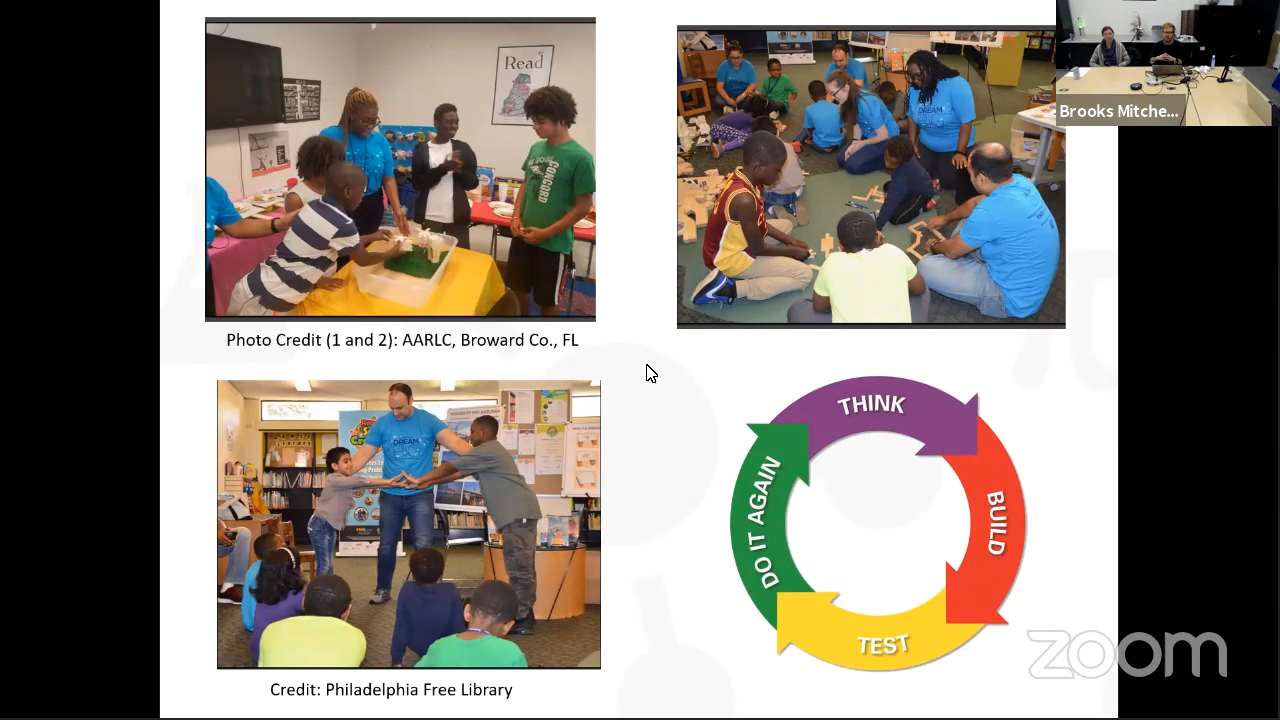 Read
CONCORD
DREAM
Brooks Mitche...
Photo Credit (1 and 2): AARLC, Broward Co., FL
DREAM
THINK
BUILD
TEST
DO IT AGAIN
Credit: Philadelphia Free Library
zoom